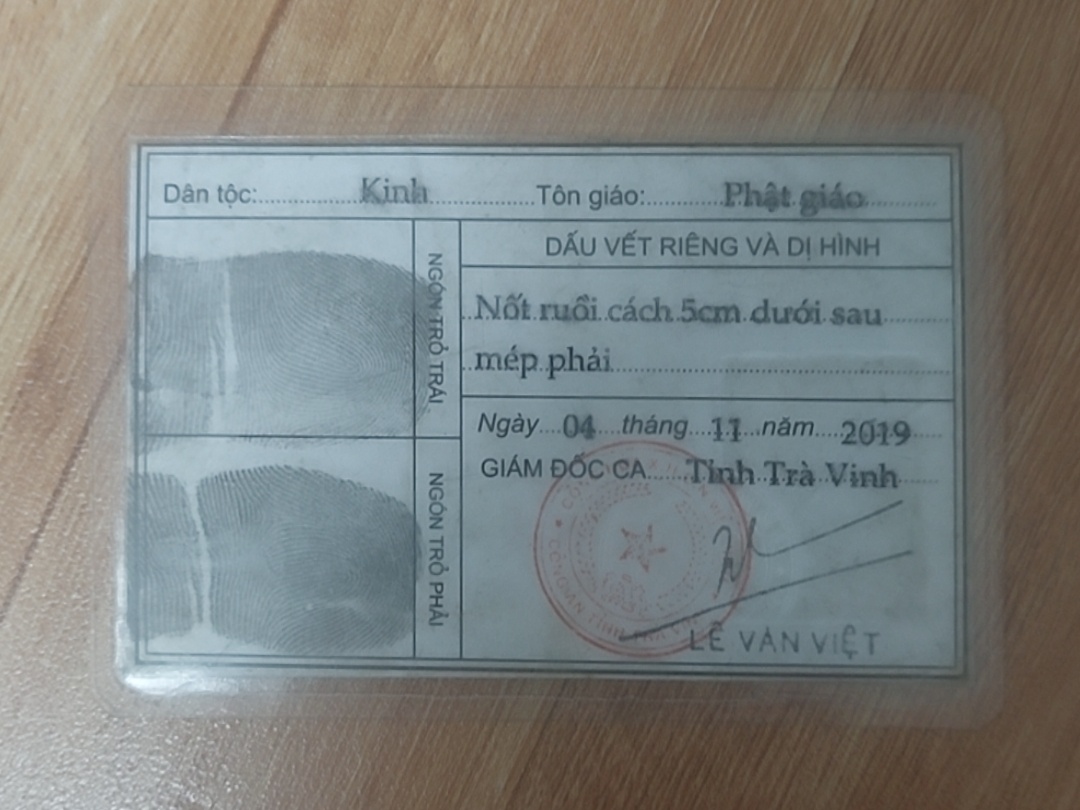 Dân tộc: Kinh Tôn giáo: Phật giáo
DẤU VẾT RIÊNG VÀ DỊ HÌNH
Nốt ruồi cách 5cm dưới sau
mép phải
NGÓN TRỎ TRÁI
Ngày 04 tháng 11 năm 2019
GIÁM ĐỐC CA Tỉnh Trà Vinh
NGÓN TRỎ PHẢI
LÊ VĂN VIỆT